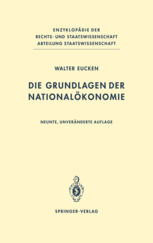 ENZYKLOPÄDIE DER
RECHTS- UND STAATSWISSENSCHAFT
ABTEILUNG STAATSWISSENSCHAFT
WALTER EUCKEN
DIE GRUNDLAGEN DER
NATIONALÖKONOMIE
NEUNTE, UNVERÄNDERTE AUFLAGE
SPRINGER-VERLAG